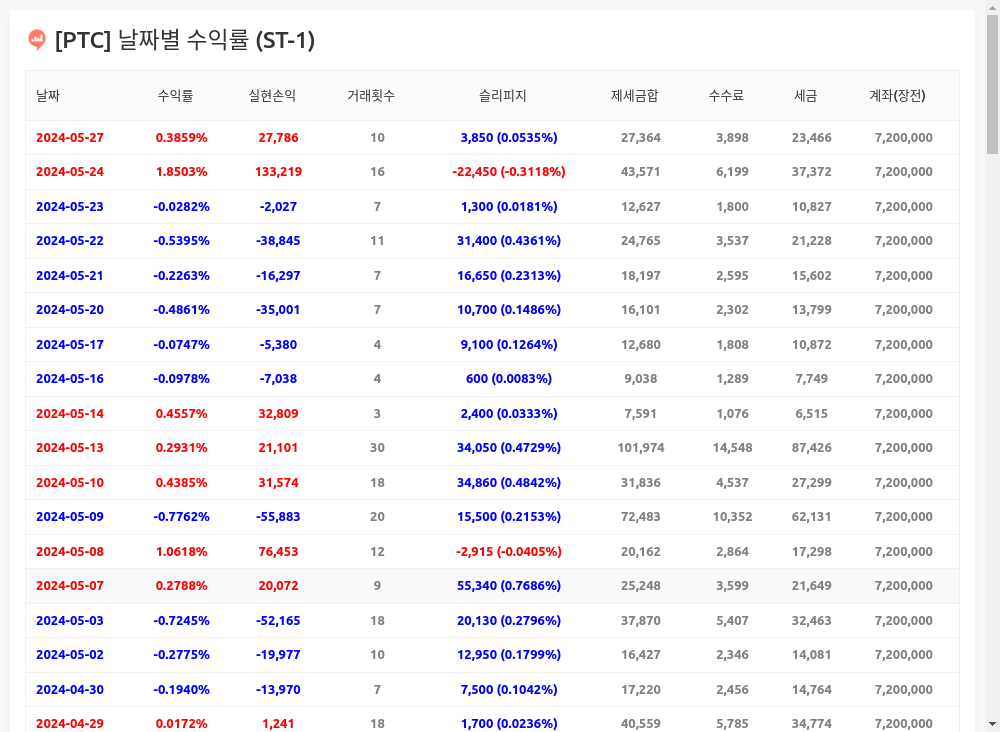 [PTC] 날짜별 수익률 (ST-1)
날짜 수익률 실현손익 거래횟수 슬리피지 제세금합 수수료 세금 계좌(장전)
2024-05-27 0.3859% 27,786 10 3,850 (0.0535%) 27,364 3,898 23,466 7,200,000
2024-05-24 1.8503% 133,219 16 -22,450 (-0.3118%) 43,571 6,199 37,372 7,200,000
2024-05-23 -0.0282% -2,027 7 1,300 (0.0181%) 12,627 1,800 10,827 7,200,000
2024-05-22 -0.5395% -38,845 11 31,400 (0.4361%) 24,765 3,537 21,228 7,200,000
2024-05-21 -0.2263% -16,297 7 16,650 (0.2313%) 18,197 2,595 15,602 7,200,000
2024-05-20 -0.4861% -35,001 7 10,700 (0.1486%) 16,101 2,302 13,799 7,200,000
2024-05-17 -0.0747% -5,380 4 9,100 (0.1264%) 12,680 1,808 10,872 7,200,000
2024-05-16 -0.0978% -7,038 4 600 (0.0083%) 9,038 1,289 7,749 7,200,000
2024-05-14 0.4557% 32,809 3 2,400 (0.0333%) 7,591 1,076 6,515 7,200,000
2024-05-13 0.2931% 21,101 30 34,050 (0.4729%) 101,974 14,548 87,426 7,200,000
2024-05-10 0.4385% 31,574 18 34,860 (0.4842%) 31,836 4,537 27,299 7,200,000
2024-05-09 -0.7762% -55,883 20 15,500 (0.2153%) 72,483 10,352 62,131 7,200,000
2024-05-08 1.0618% 76,453 12 -2,915 (-0.0405%) 20,162 2,864 17,298 7,200,000
2024-05-07 0.2788% 20,072 9 55,340 (0.7686%) 25,248 3,599 21,649 7,200,000
2024-05-03 -0.7245% -52,165 18 20,130 (0.2796%) 37,870 5,407 32,463 7,200,000
2024-05-02 -0.2775% -19,977 10 12,950 (0.1799%) 16,427 2,346 14,081 7,200,000
2024-04-30 -0.1940% -13,970 7 7,500 (0.1042%) 17,220 2,456 14,764 7,200,000
2024-04-29 0.0172% 1,241 18 1,700 (0.0236%) 40,559 5,785 34,774 7,200,000